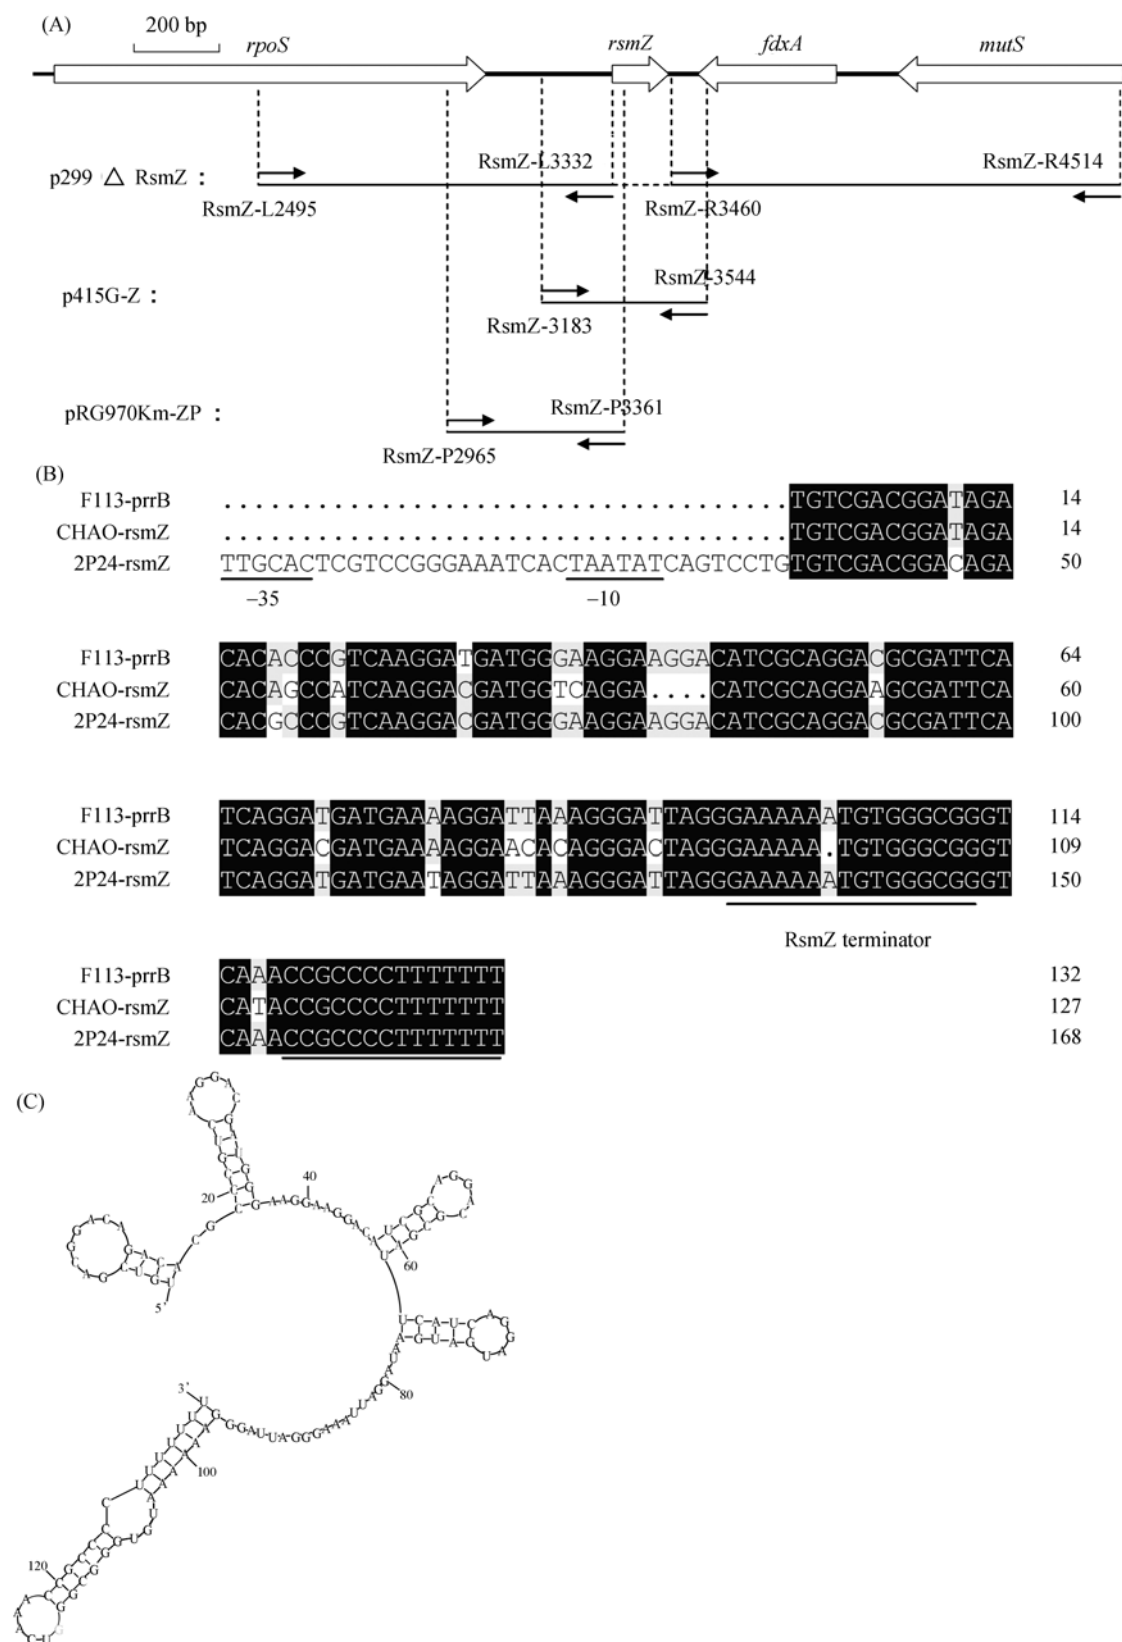 (A)
200 bp
rpoS
rsmZ
fdxA
mutS
p299 △ RsmZ :
RsmZ-L3332
RsmZ-R4514
RsmZ-L2495
RsmZ-R3460
p415G-Z :
RsmZ-3544
RsmZ-3183
pRG970Km-ZP :
RsmZ-P3361
RsmZ-P2965
(B)
F113-prrB ....................................TGTCGACGGATAGA 14
CHAO-rsmZ ....................................TGTCGACGGATAGA 14
2P24-rsmZ TTGCACTCGTCCGGGAAATCACTAATATCAGTCCTGTGTCGACGGACAGA 50
−35 −10
F113-prrB CACACCCGTCAAGGATGATGGGAAGGAAGGACATCGCAGGACGCGATTCA 64
CHAO-rsmZ CACAGCCATCAAGGACGATGGTCAGGA....CATCGCAGGAAGCGATTCA 60
2P24-rsmZ CACGCCCGTCAAGGACGATGGGAAGGAAGGACATCGCAGGACGCGATTCA 100
F113-prrB TCAGGATGATGAAAAGGATTAAAGGGATTAGGGAAAAAATGTGGGCGGGT 114
CHAO-rsmZ TCAGGACGATGAAAAGGAACACAGGGACTAGGGAAAAA.TGTGGGCGGGT 109
2P24-rsmZ TCAGGATGATGAATAGGATTAAAGGGATTAGGGAAAAAATGTGGGCGGGT 150
RsmZ terminator
F113-prrB CAAACCGCCCCTTTTTTT 132
CHAO-rsmZ CATACCGCCCCTTTTTTT 127
2P24-rsmZ CAAACCGCCCCTTTTTTT 168
(C)
20
40
60
5'
80
3'
100
120